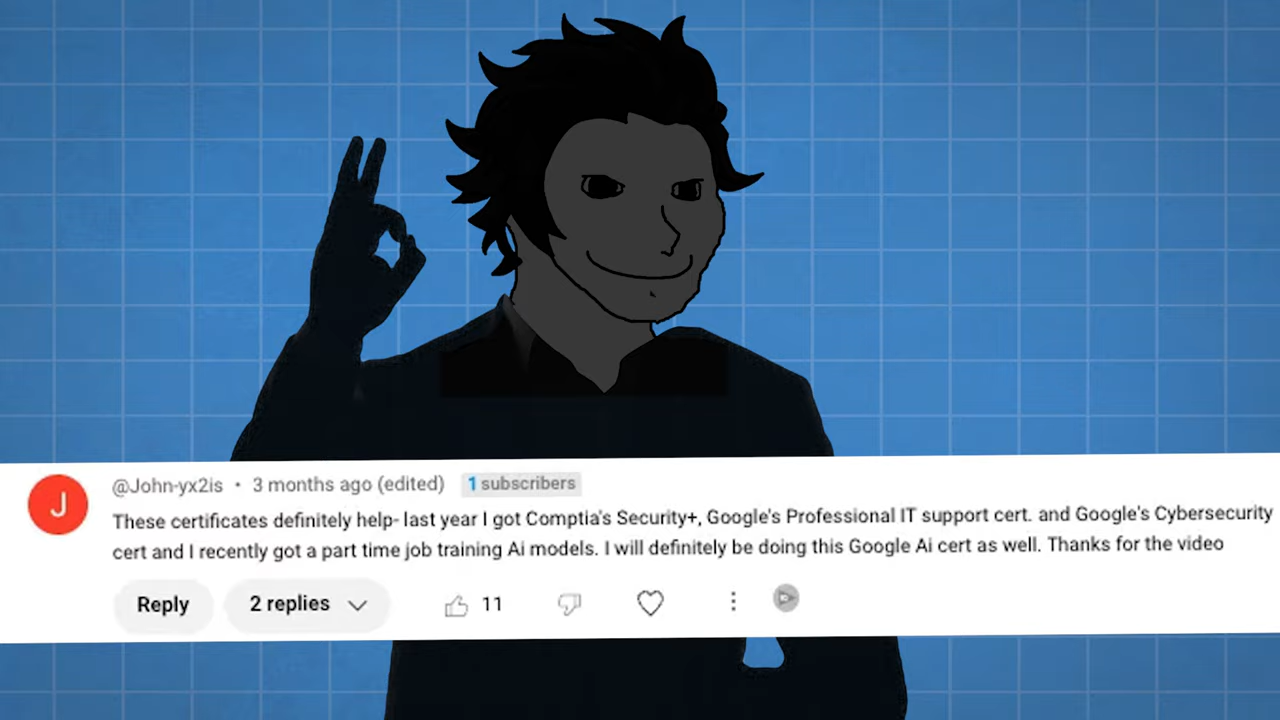 @John-yx2is • 3 months ago (edited) 1 subscribers
These certificates definitely help- last year I got Comptia's Security+, Google's Professional IT support cert. and Google's Cybersecurity
cert and I recently got a part time job training Ai models. I will definitely be doing this Google Ai cert as well. Thanks for the video
Reply 2 replies 11
J